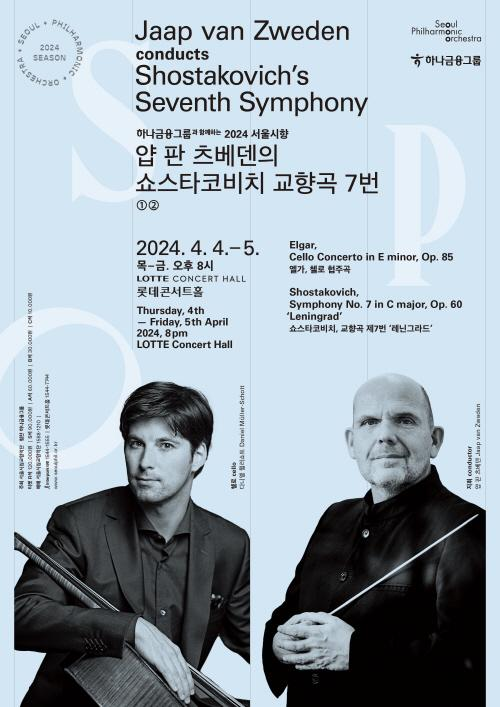 SEOUL PHILHARMONIC ORCHESTRA
2024
SEASON
Seoul
Philharmonic
Orchestra
하나금융그룹
Jaap van Zweden
conducts
Shostakovich's
Seventh Symphony
하나금융그룹과 함께하는 2024 서울시향
얍 판 츠베덴의
쇼스타코비치 교향곡 7번
①②
2024. 4. 4.–5.
목–금. 오후 8시
LOTTE CONCERT HALL
롯데콘서트홀
Thursday, 4th
— Friday, 5th April
2024, 8pm
LOTTE Concert Hall
Elgar,
Cello Concerto in E minor, Op. 85
엘가, 첼로 협주곡
Shostakovich,
Symphony No. 7 in C major, Op. 60
'Leningrad'
쇼스타코비치, 교향곡 제7번 '레닌그라드'
첼로 cello
다니엘 뮐러쇼트 Daniel Müller-Schott
지휘 conductor
얍 판 츠베덴 Jaap van Zweden
www.seoulphil.or.kr
S
P
O